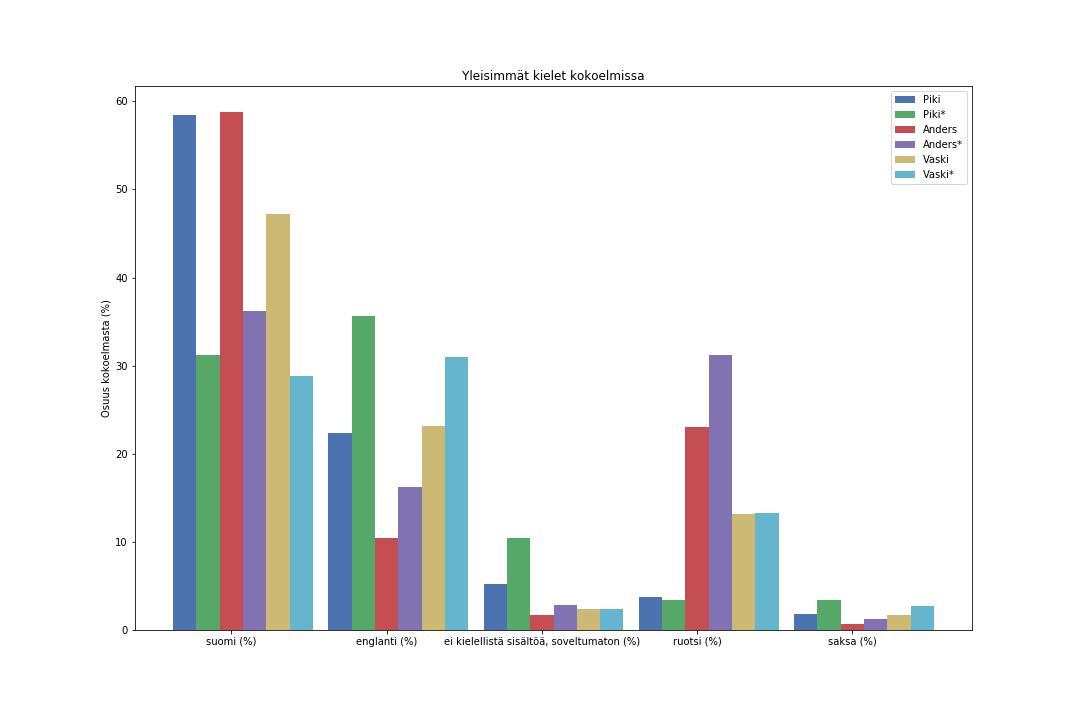 Yleisimmät kielet kokoelmissa
Piki
Piki*
Anders
Anders*
Vaski
Vaski*
Osuus kokoelmasta (%)
60
50
40
30
20
10
0
suomi (%)
englanti (%)
ei kielellistä sisältöä, soveltumaton (%)
ruotsi (%)
saksa (%)